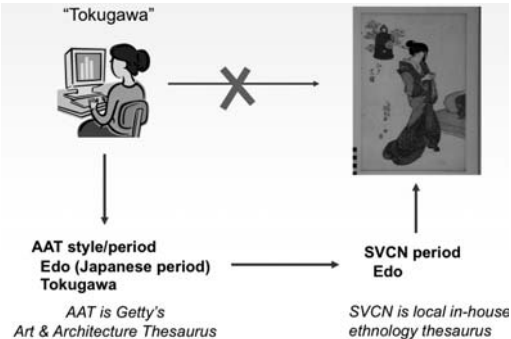 “Tokugawa”
AAT style/period
Edo (Japanese period)
Tokugawa
AAT is Getty’s
Art & Architecture Thesaurus
SVCN period
Edo
SVCN is local in-house
ethnology thesaurus